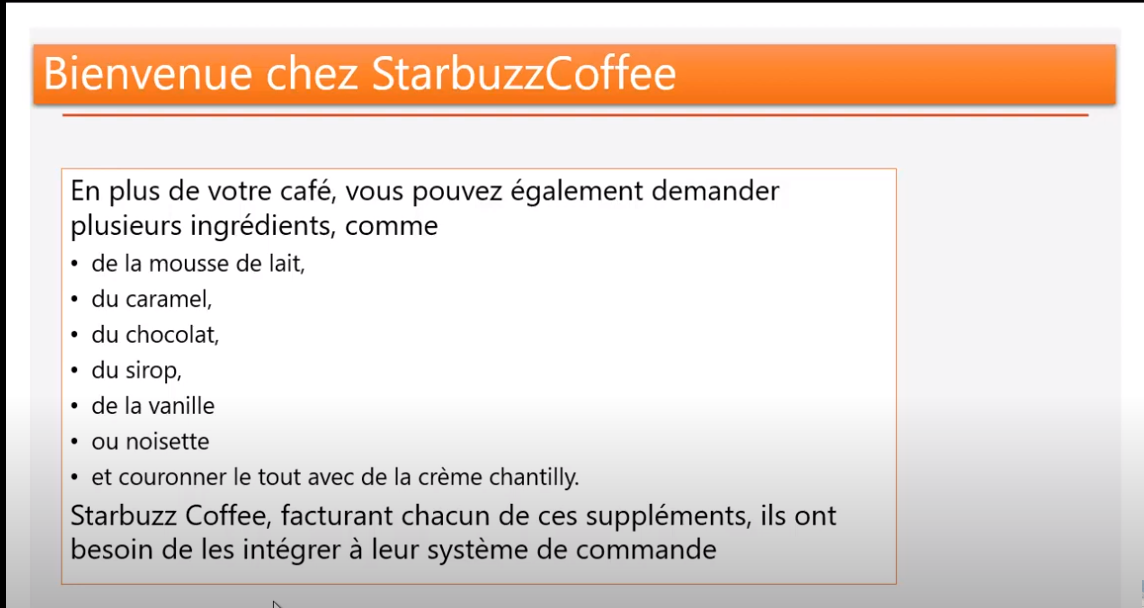 Bienvenue chez StarbuzzCoffee
En plus de votre café, vous pouvez également demander
plusieurs ingrédients, comme
• de la mousse de lait,
• du caramel,
• du chocolat,
• du sirop,
• de la vanille
• ou noisette
• et couronner le tout avec de la crème chantilly.
Starbuzz Coffee, facturant chacun de ces suppléments, ils ont
besoin de les intégrer à leur système de commande